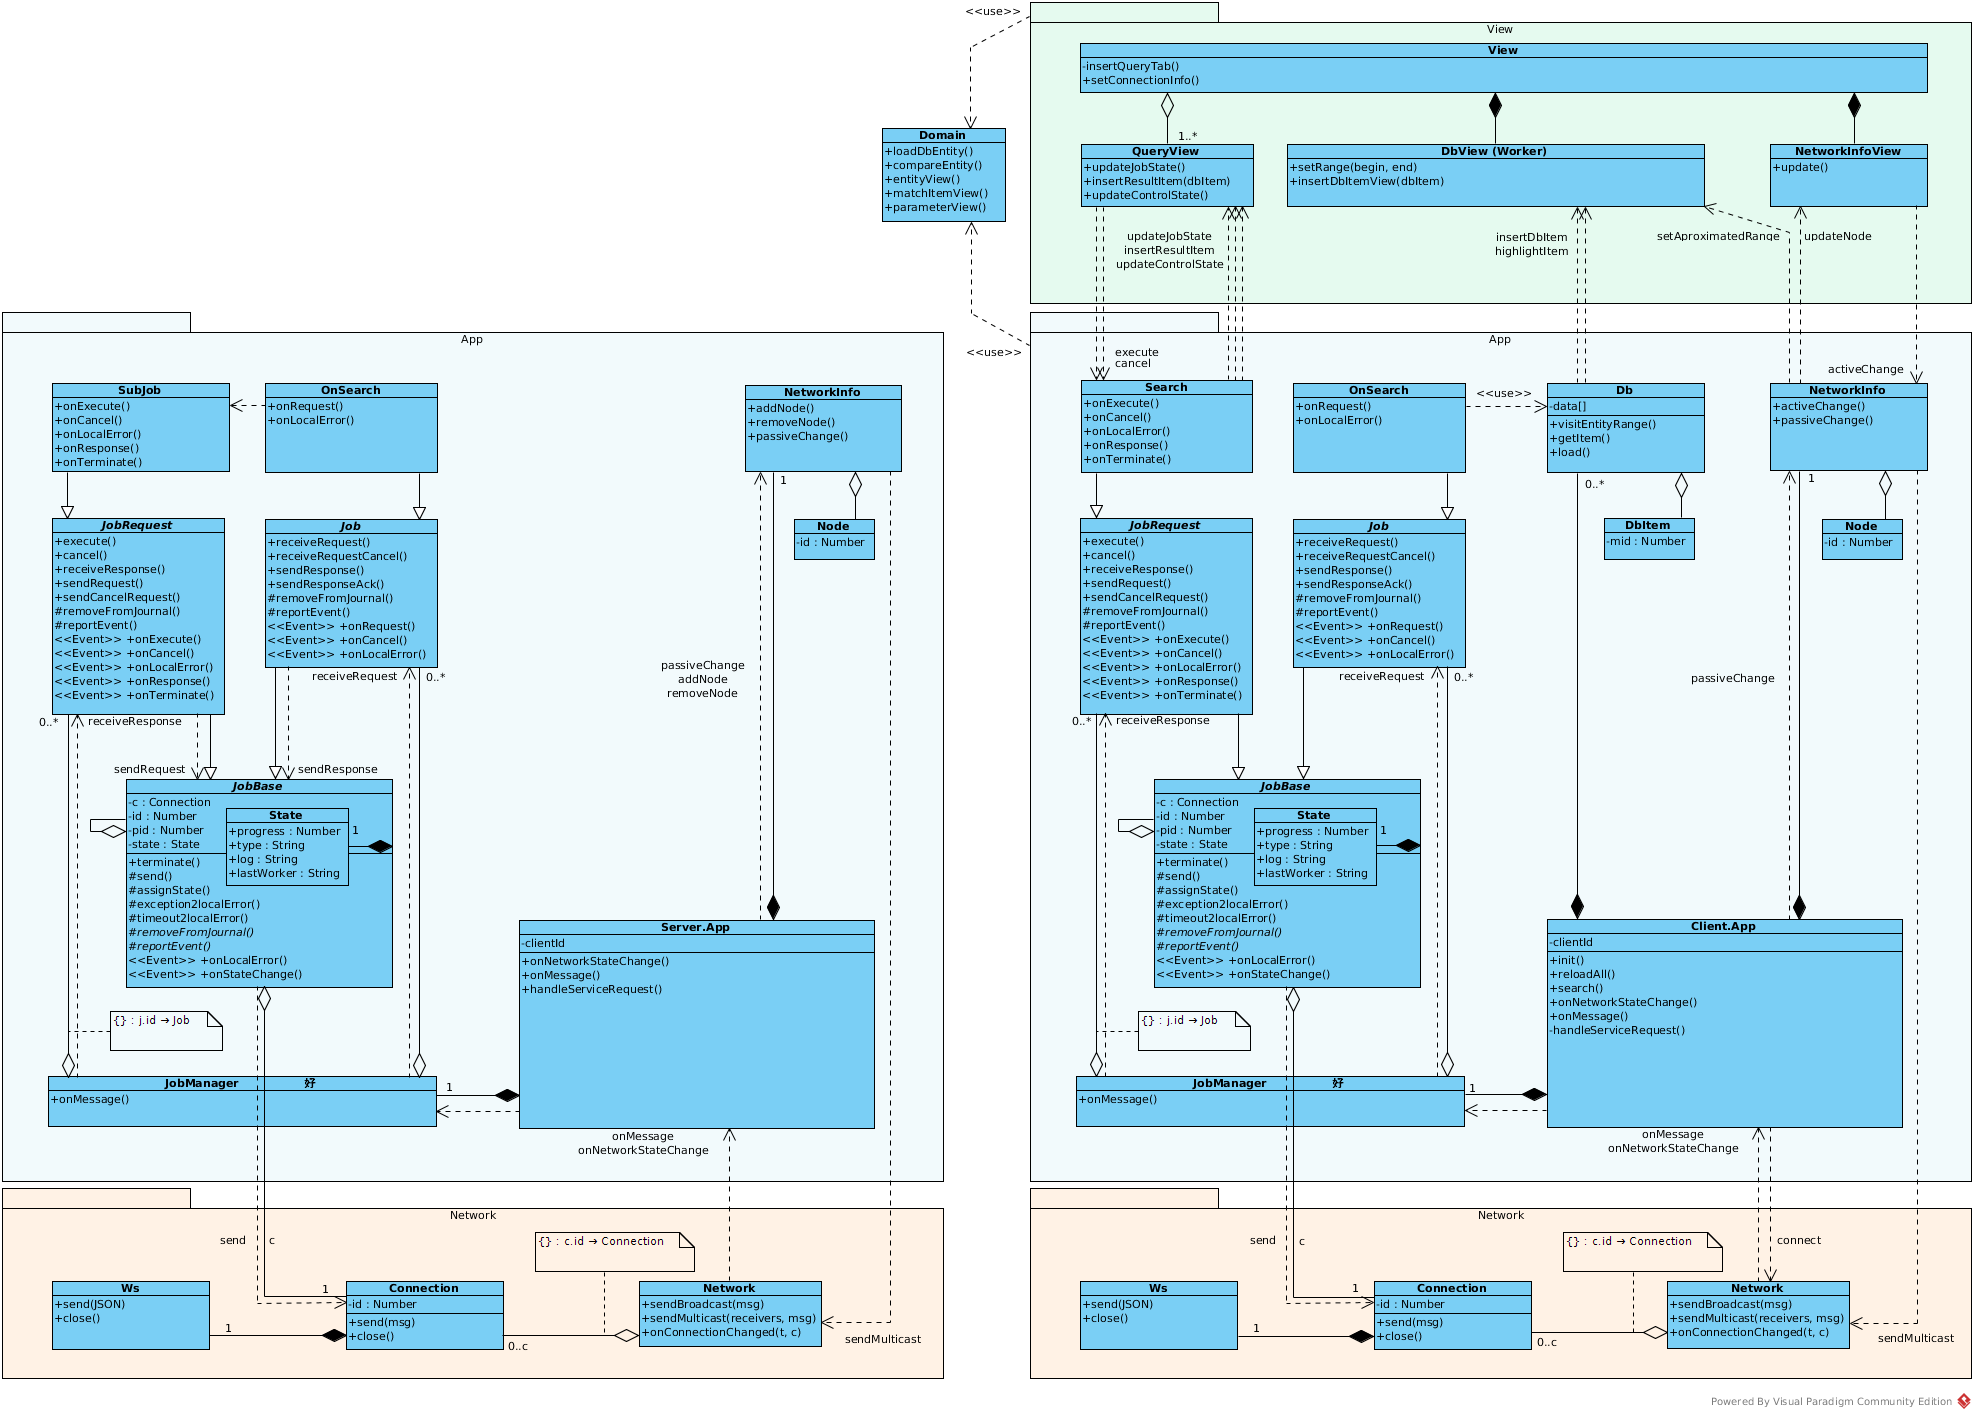 <<use>>
View
View
-insertQueryTab()
+setConnectionInfo()
1..*
Domain
+loadDbEntity()
+compareEntity()
+entityView()
+matchItemView()
+parameterView()
QueryView
+updateJobState()
+insertResultItem(dbItem)
+updateControlState()
DbView (Worker)
+setRange(begin, end)
+insertDbItemView(dbItem)
NetworkInfoView
+update()
updateJobState
insertResultItem
updateControlState
insertDbItem
highlightItem
setAproximatedRange
updateNode
<<use>>
App
SubJob
+onExecute()
+onCancel()
+onLocalError()
+onResponse()
+onTerminate()
OnSearch
+onRequest()
+onLocalError()
NetworkInfo
+addNode()
+removeNode()
+passiveChange()
1
Node
-id : Number
JobRequest
+execute()
+cancel()
+receiveResponse()
+sendRequest()
+sendCancelRequest()
#removeFromJournal()
#reportEvent()
<<Event>> +onExecute()
<<Event>> +onCancel()
<<Event>> +onLocalError()
<<Event>> +onResponse()
<<Event>> +onTerminate()
Job
+receiveRequest()
+receiveRequestCancel()
+sendResponse()
+sendResponseAck()
#removeFromJournal()
#reportEvent()
<<Event>> +onRequest()
<<Event>> +onCancel()
<<Event>> +onLocalError()
receiveRequest
0..*
passiveChange
addNode
removeNode
0..*
receiveResponse
sendRequest
sendResponse
JobBase
-c : Connection
-id : Number
-pid : Number
-state : State
+terminate()
#send()
#assignState()
#exception2localError()
#timeout2localError()
#removeFromJournal()
#reportEvent()
<<Event>> +onLocalError()
<<Event>> +onStateChange()
State
+progress : Number
+type : String
+log : String
+lastWorker : String
1
Server.App
-clientId
+onNetworkStateChange()
+onMessage()
+handleServiceRequest()
{} : j.id → Job
JobManager 好
+onMessage()
1
onMessage
onNetworkStateChange
Network
send
c
{} : c.id → Connection
Ws
+send(JSON)
+close()
1
1
Connection
-id : Number
+send(msg)
+close()
0..c
Network
+sendBroadcast(msg)
+sendMulticast(receivers, msg)
+onConnectionChanged(t, c)
sendMulticast
App
execute
cancel
activeChange
Search
+onExecute()
+onCancel()
+onLocalError()
+onResponse()
+onTerminate()
OnSearch
+onRequest()
+onLocalError()
<<use>>
Db
-data[]
+visitEntityRange()
+getItem()
+load()
NetworkInfo
+activeChange()
+passiveChange()
0..*
1
DbItem
-mid : Number
Node
-id : Number
JobRequest
+execute()
+cancel()
+receiveResponse()
+sendRequest()
+sendCancelRequest()
#removeFromJournal()
#reportEvent()
<<Event>> +onExecute()
<<Event>> +onCancel()
<<Event>> +onLocalError()
<<Event>> +onResponse()
<<Event>> +onTerminate()
Job
+receiveRequest()
+receiveRequestCancel()
+sendResponse()
+sendResponseAck()
#removeFromJournal()
#reportEvent()
<<Event>> +onRequest()
<<Event>> +onCancel()
<<Event>> +onLocalError()
receiveRequest
0..*
passiveChange
0..*
receiveResponse
JobBase
-c : Connection
-id : Number
-pid : Number
-state : State
+terminate()
#send()
#assignState()
#exception2localError()
#timeout2localError()
#removeFromJournal()
#reportEvent()
<<Event>> +onLocalError()
<<Event>> +onStateChange()
State
+progress : Number
+type : String
+log : String
+lastWorker : String
1
Client.App
-clientId
+init()
+reloadAll()
+search()
+onNetworkStateChange()
+onMessage()
-handleServiceRequest()
{} : j.id → Job
JobManager 好
+onMessage()
1
onMessage
onNetworkStateChange
Network
send
c
{} : c.id → Connection
connect
Ws
+send(JSON)
+close()
1
1
Connection
-id : Number
+send(msg)
+close()
0..c
Network
+sendBroadcast(msg)
+sendMulticast(receivers, msg)
+onConnectionChanged(t, c)
sendMulticast
Powered By Visual Paradigm Community Edition